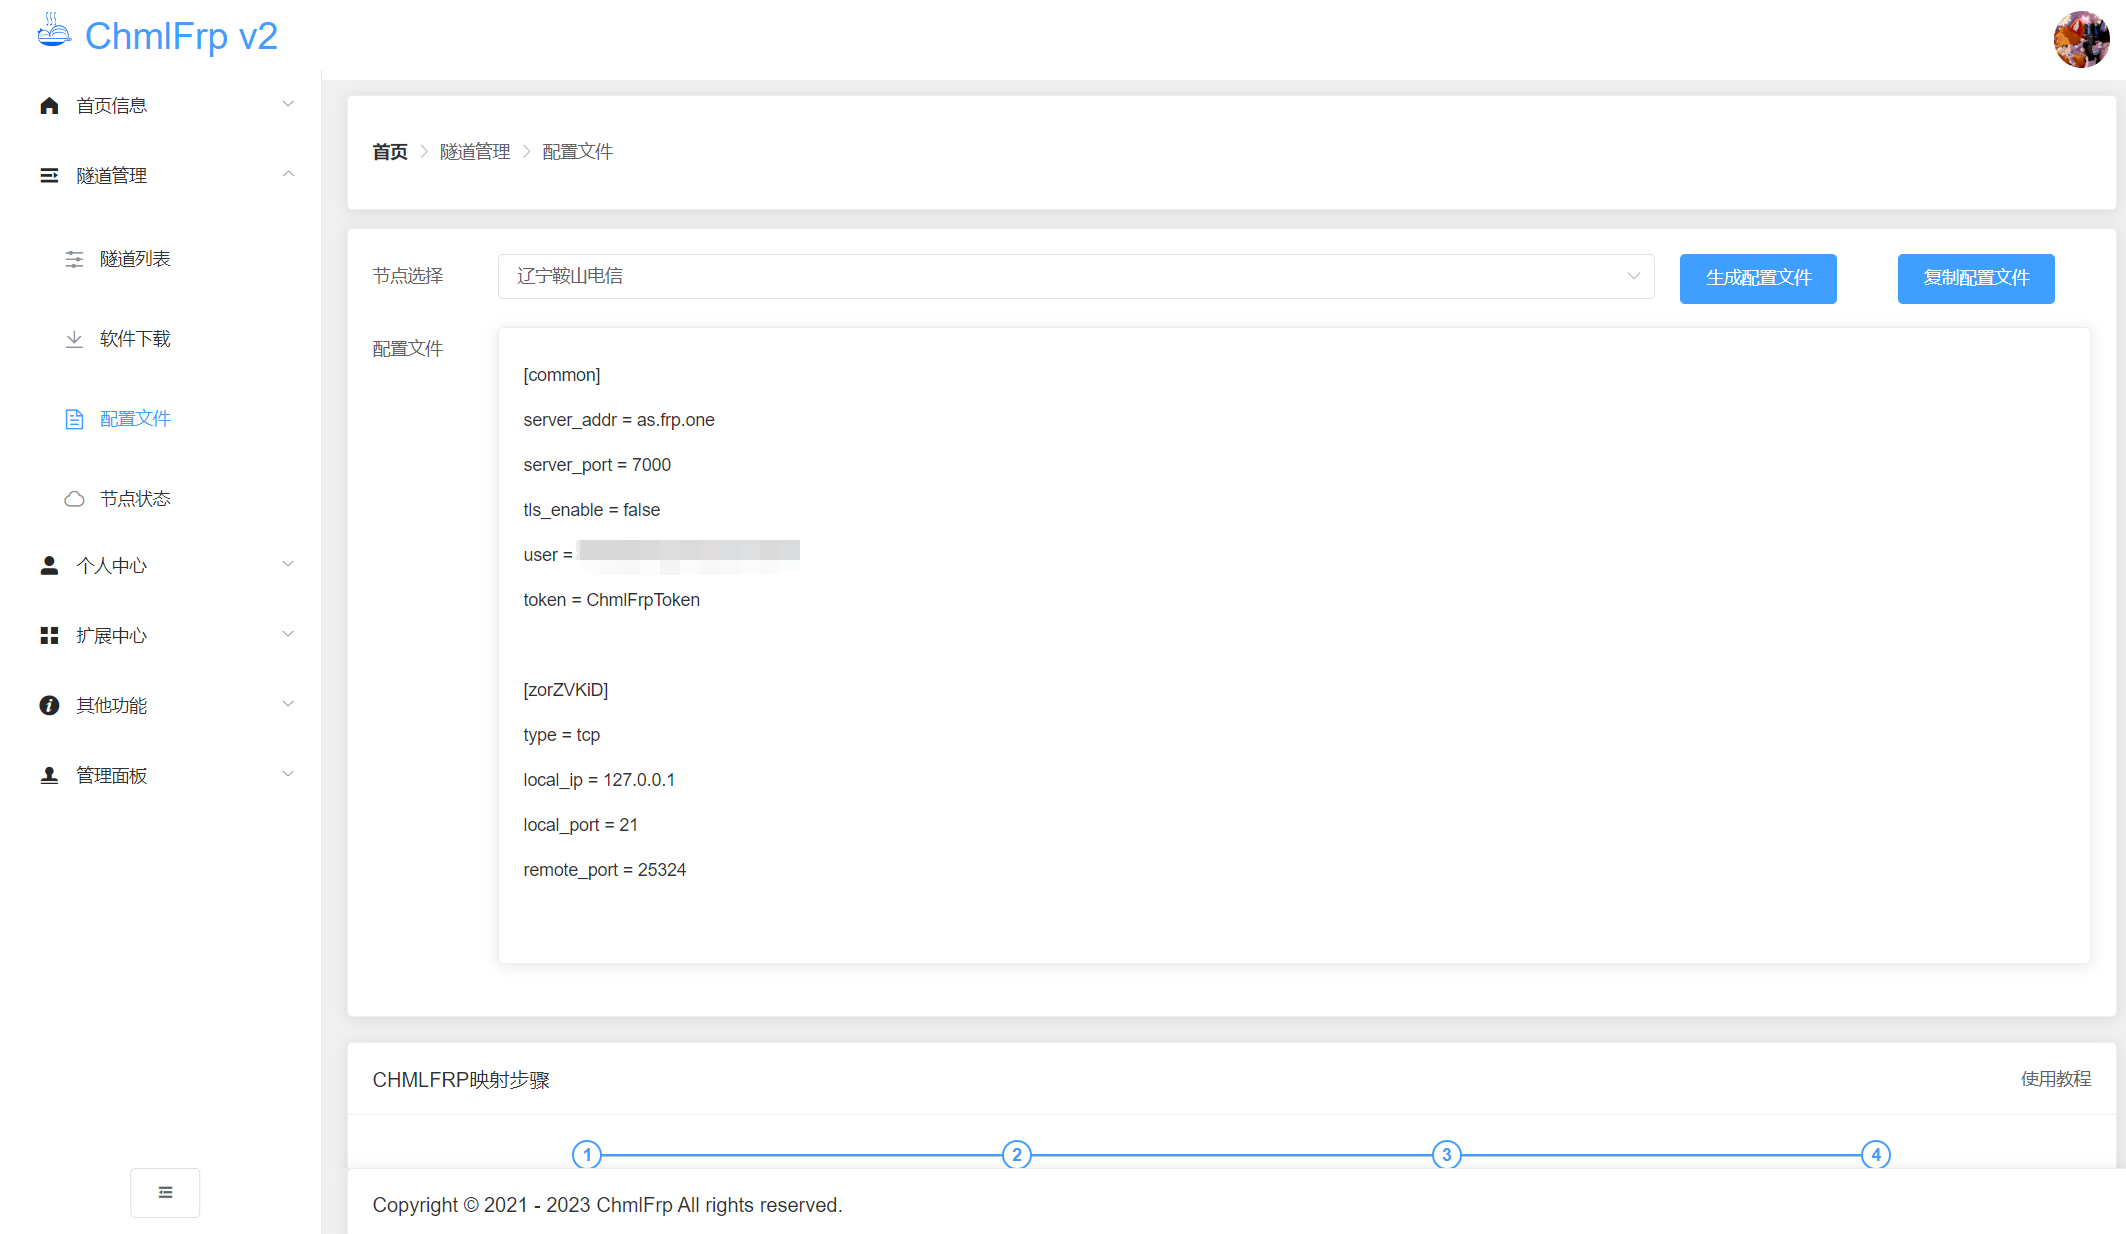 ChmlFrp v2
首页信息
隧道管理
隧道列表
软件下载
配置文件
节点状态
个人中心
扩展中心
其他功能
管理面板
首页 隧道管理 配置文件
节点选择 辽宁鞍山电信 生成配置文件 复制配置文件
配置文件
[common]
server_addr = as.frp.one
server_port = 7000
tls_enable = false
user =
token = ChmlFrpToken
[zorZVKiD]
type = tcp
local_ip = 127.0.0.1
local_port = 21
remote_port = 25324
CHMLFRP映射步骤 使用教程
1 2 3 4
Copyright © 2021 - 2023 ChmlFrp All rights reserved.